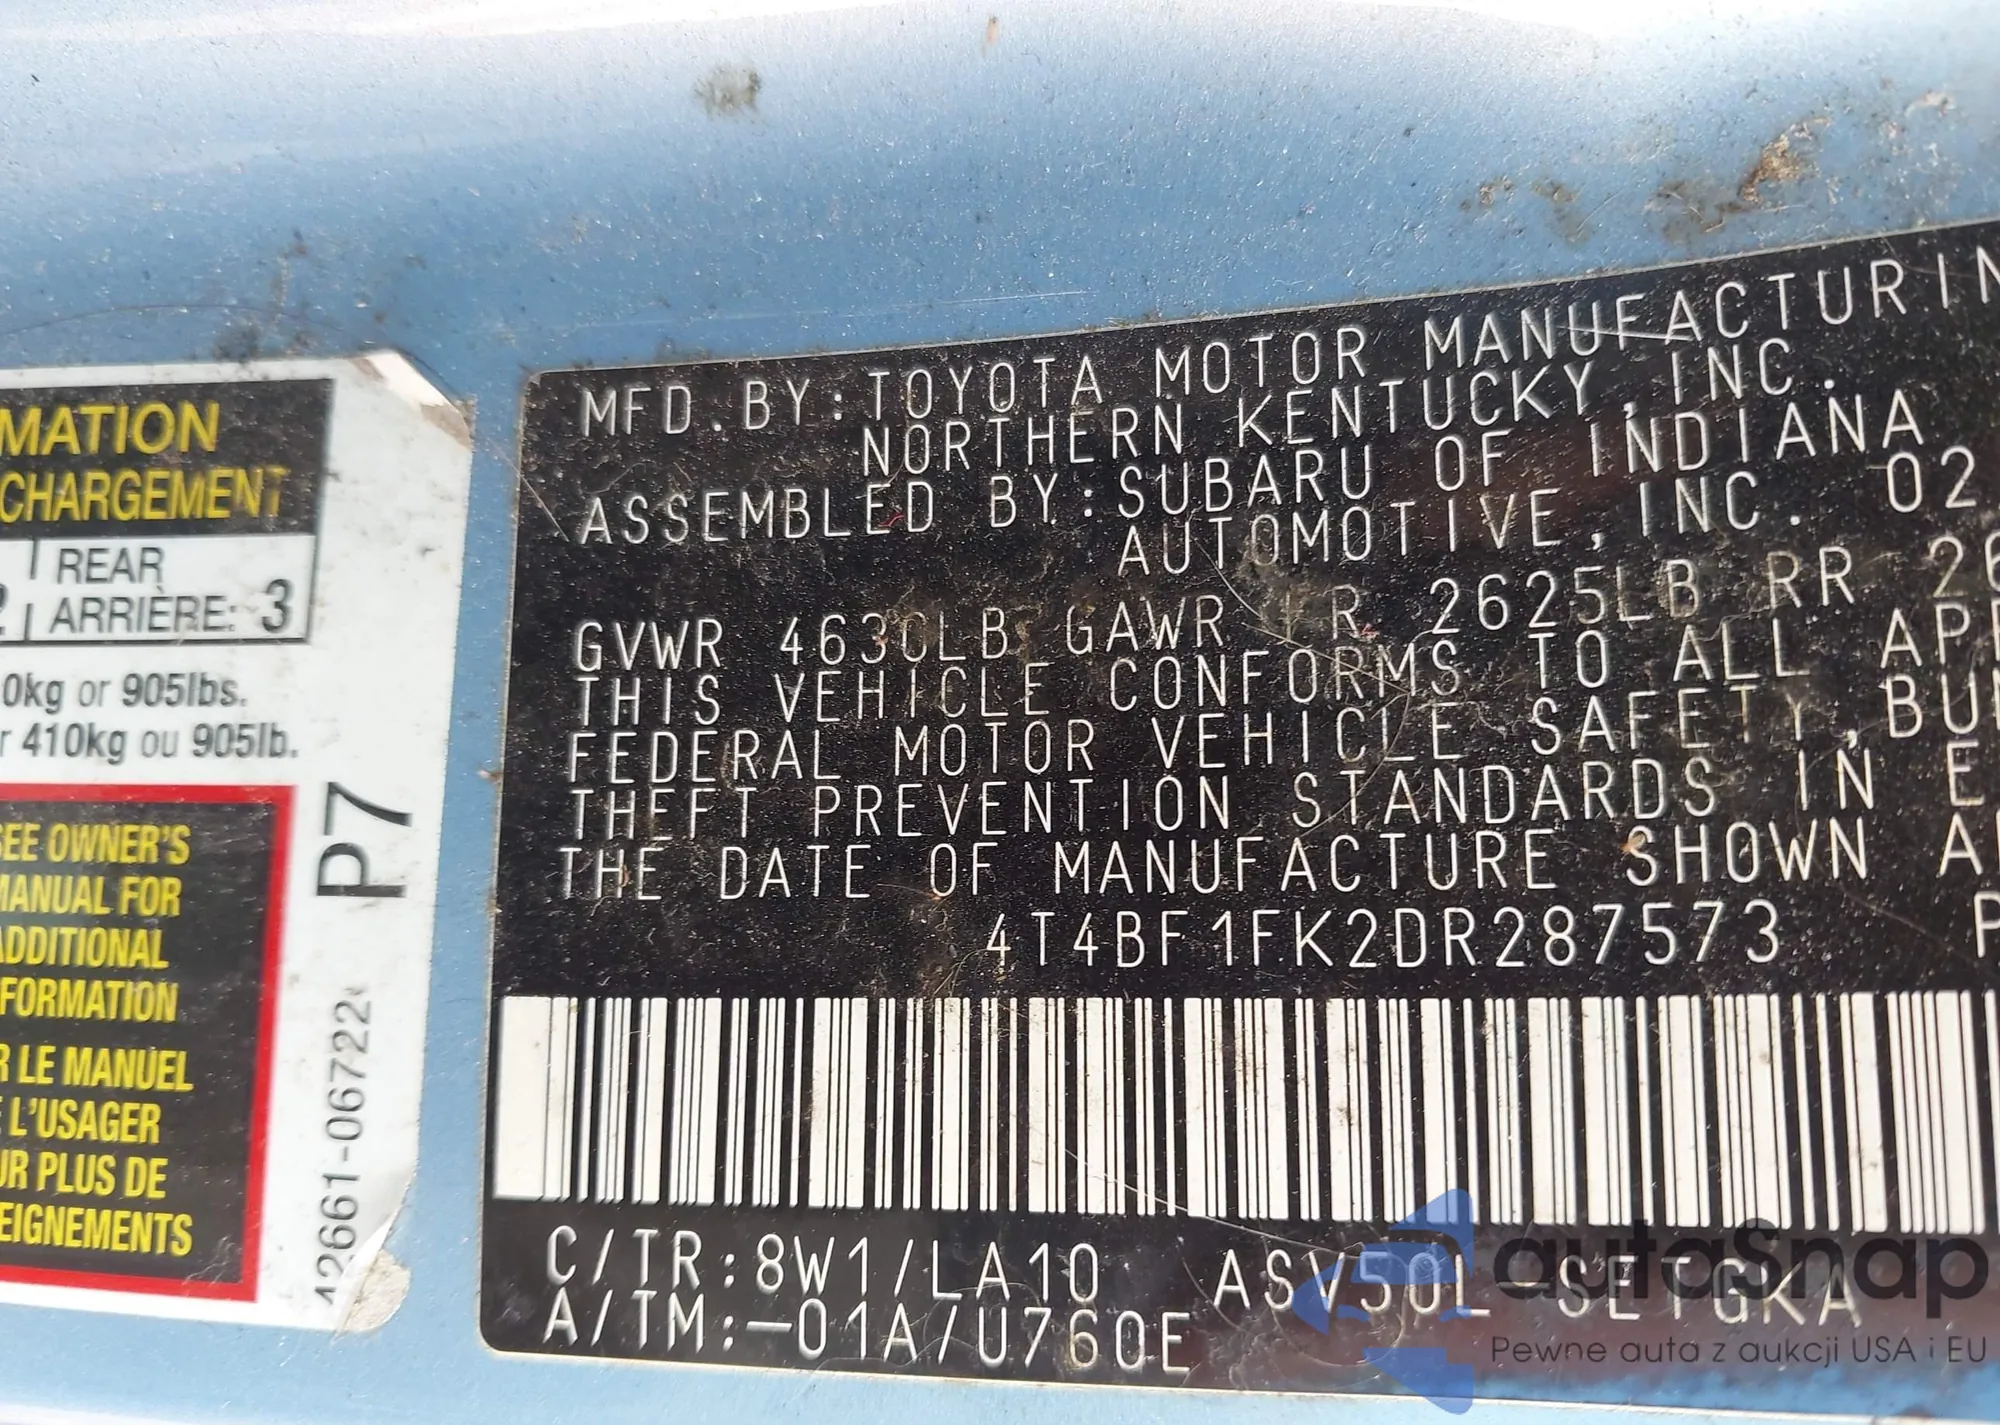 MATION
CHARGEMENT
REAR
ARRIÈRE: 3
0kg or 905lbs.
r 410kg ou 905lb.
SEE OWNER'S
MANUAL FOR
ADDITIONAL
FORMATION
R LE MANUEL
E L'USAGER
UR PLUS DE
EIGNEMENTS
P7
42661-06722
MFD.BY:TOYOTA MOTOR MANUFACTURIN
NORTHERN KENTUCKY,INC.
ASSEMBLED BY:SUBARU OF INDIANA
AUTOMOTIVE,INC. 02
GVWR 4630LB GAWR FR 2625LB RR 26
THIS VEHICLE CONFORMS TO ALL APP
FEDERAL MOTOR VEHICLE SAFETY,BUM
THEFT PREVENTION STANDARDS IN E
THE DATE OF MANUFACTURE SHOWN A
4T4BF1FK2DR287573 P
C/TR:8W1/LA10 ASV50L-SETGKA
A/TM:-01A/U760E
autaSnap
Pewne auta z aukcji USA i EU